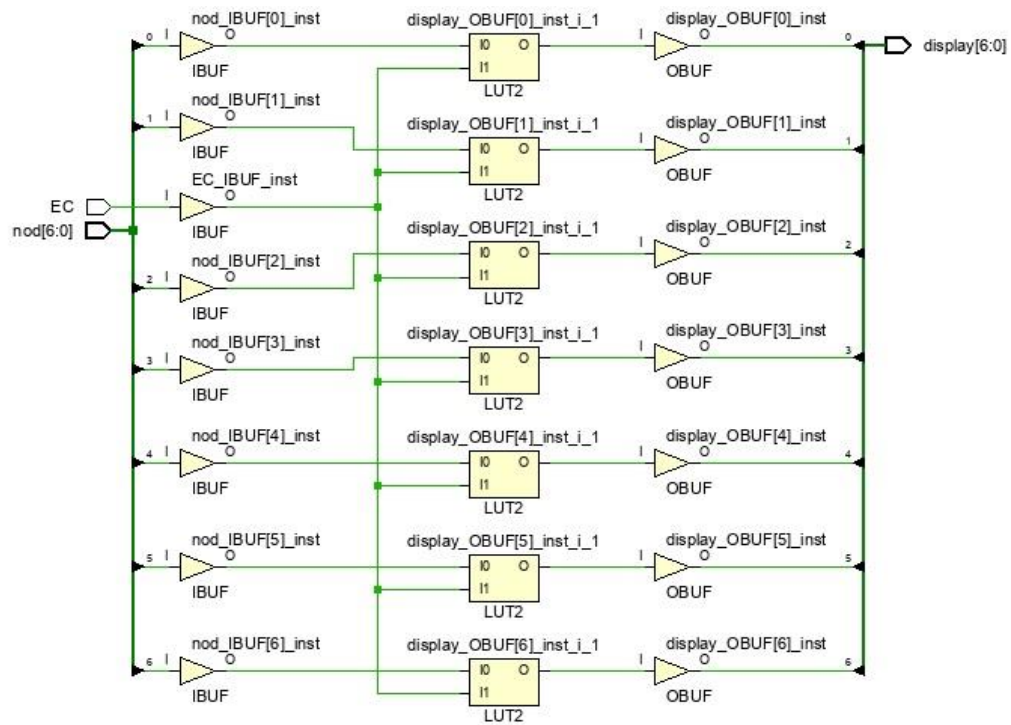 nod_IBUF[0]_inst
display_OBUF[0]_inst_i_1
display_OBUF[0]_inst
0 I O I0 O I O 0 display[6:0]
I1
IBUF LUT2 OBUF
nod_IBUF[1]_inst
display_OBUF[1]_inst_i_1
display_OBUF[1]_inst
1 I O I0 O I O 1
I1
IBUF LUT2 OBUF
EC_IBUF_inst
EC I O
IBUF
nod[6:0]
display_OBUF[2]_inst_i_1
display_OBUF[2]_inst
nod_IBUF[2]_inst
2 I O I0 O I O 2
I1
IBUF LUT2 OBUF
nod_IBUF[3]_inst
display_OBUF[3]_inst_i_1
display_OBUF[3]_inst
3 I O I0 O I O 3
I1
IBUF LUT2 OBUF
nod_IBUF[4]_inst
display_OBUF[4]_inst_i_1
display_OBUF[4]_inst
4 I O I0 O I O 4
I1
IBUF LUT2 OBUF
nod_IBUF[5]_inst
display_OBUF[5]_inst_i_1
display_OBUF[5]_inst
5 I O I0 O I O 5
I1
IBUF LUT2 OBUF
nod_IBUF[6]_inst
display_OBUF[6]_inst_i_1
display_OBUF[6]_inst
6 I O I0 O I O 6
I1
IBUF LUT2 OBUF